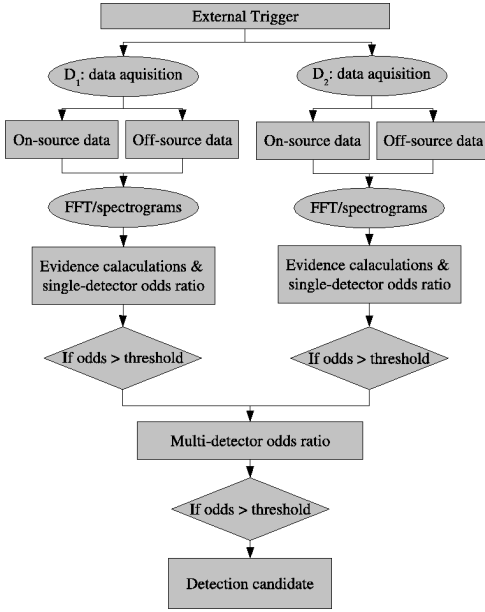 External Trigger
D1: data aquisition
D2: data aquisition
On-source data
Off-source data
On-source data
Off-source data
FFT/spectrograms
FFT/spectrograms
Evidence calaculations &
single-detector odds ratio
Evidence calaculations &
single-detector odds ratio
If odds > threshold
If odds > threshold
Multi-detector odds ratio
If odds > threshold
Detection candidate